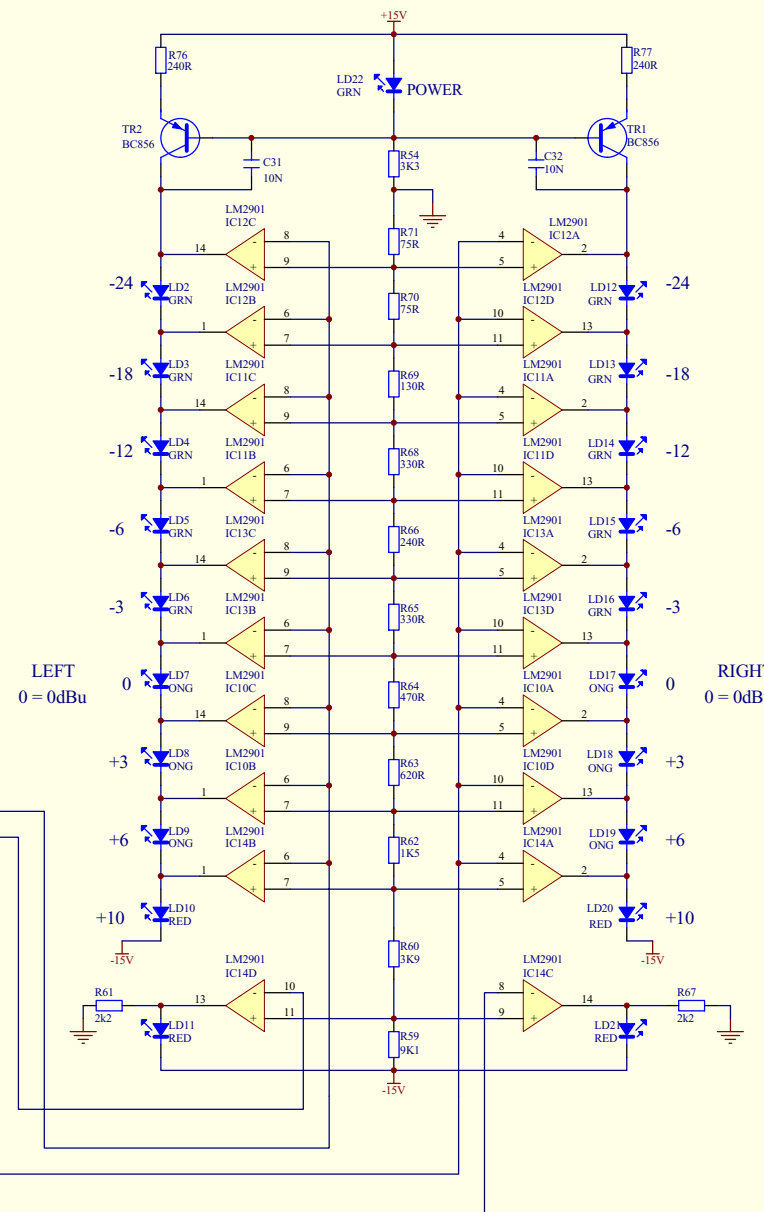 +15V
R76
240R
R77
240R
LD22
GRN
POWER
TR2
BC856
TR1
BC856
C31
10N
R54
3K3
C32
10N
LM2901
IC12C
14
8
9
-
+
R71
75R
LM2901
IC12A
4
5
2
-
+
-24
LD2
GRN
LM2901
IC12B
1
6
7
-
+
R70
75R
LM2901
IC12D
10
11
13
-
+
LD12
GRN
-24
-18
LD3
GRN
LM2901
IC11C
14
8
9
-
+
R69
130R
LM2901
IC11A
4
5
2
-
+
LD13
GRN
-18
-12
LD4
GRN
LM2901
IC11B
1
6
7
-
+
R68
330R
LM2901
IC11D
10
11
13
-
+
LD14
GRN
-12
-6
LD5
GRN
LM2901
IC13C
14
8
9
-
+
R66
240R
LM2901
IC13A
4
5
2
-
+
LD15
GRN
-6
-3
LD6
GRN
LM2901
IC13B
1
6
7
-
+
R65
330R
LM2901
IC13D
10
11
13
-
+
LD16
GRN
-3
LEFT
0 = 0dBu
0
LD7
ONG
LM2901
IC10C
14
8
9
-
+
R64
470R
LM2901
IC10A
4
5
2
-
+
LD17
ONG
0
RIGHT
0 = 0dB
+3
LD8
ONG
LM2901
IC10B
1
6
7
-
+
R63
620R
LM2901
IC10D
10
11
13
-
+
LD18
ONG
+3
+6
LD9
ONG
LM2901
IC14B
1
6
7
-
+
R62
1K5
LM2901
IC14A
4
5
2
-
+
LD19
ONG
+6
+10
LD10
RED
-15V
R60
3K9
LD20
RED
+10
-15V
R61
2k2
LM2901
IC14D
13
10
11
-
+
LD11
RED
R59
9K1
-15V
LM2901
IC14C
8
9
14
-
+
R67
2k2
LD21
RED